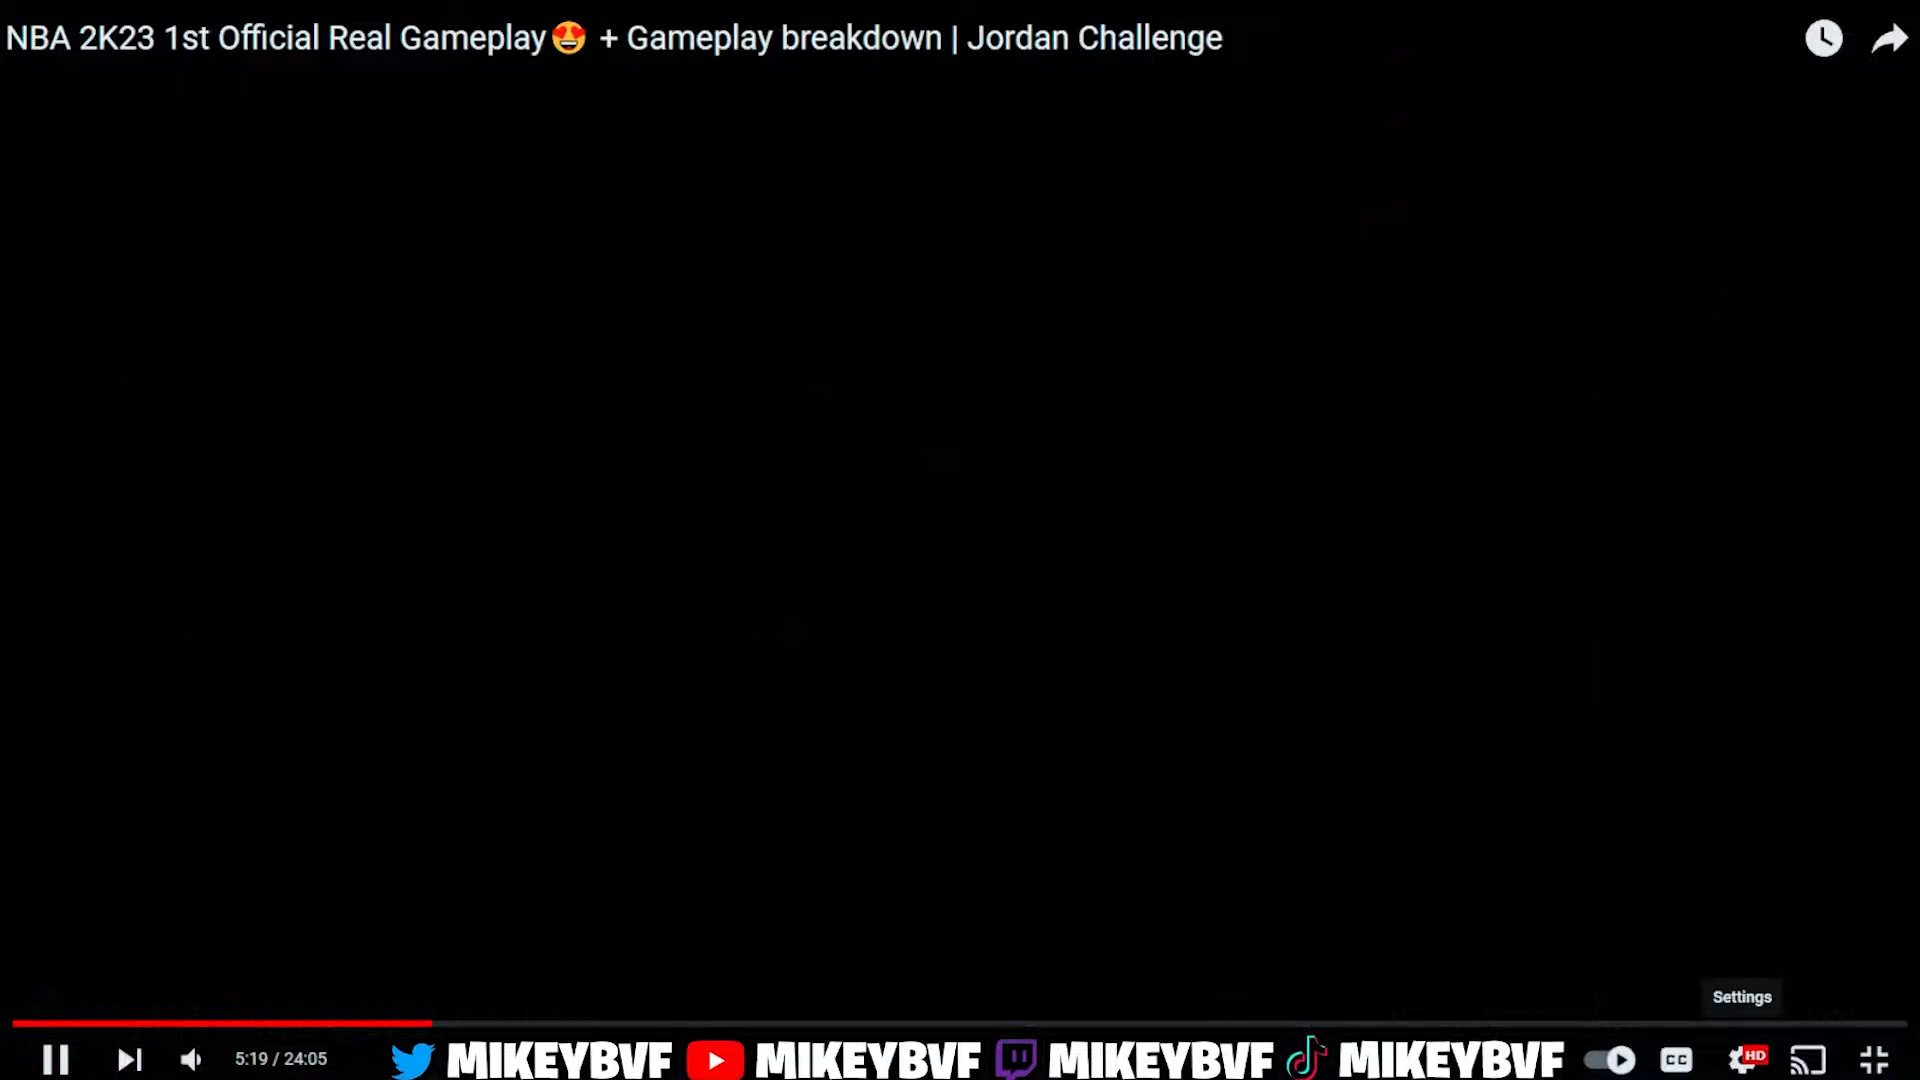 NBA 2K23 1st Official Real Gameplay😍 + Gameplay breakdown | Jordan Challenge
Settings
5:19 / 24:05 MIKEYBVF MIKEYBVF MIKEYBVF MIKEYBVF CC HD